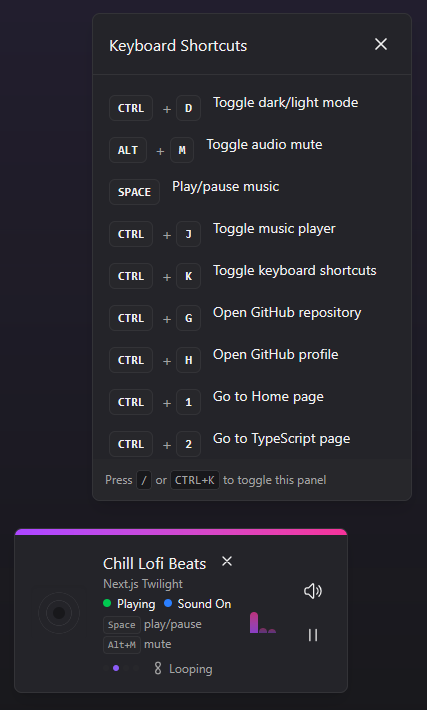 Keyboard Shortcuts
CTRL + D Toggle dark/light mode
ALT + M Toggle audio mute
SPACE Play/pause music
CTRL + J Toggle music player
CTRL + K Toggle keyboard shortcuts
CTRL + G Open GitHub repository
CTRL + H Open GitHub profile
CTRL + 1 Go to Home page
CTRL + 2 Go to TypeScript page
Press / or CTRL+K to toggle this panel
Chill Lofi Beats
Next.js Twilight
Playing Sound On
Space play/pause
Alt+M mute
Looping